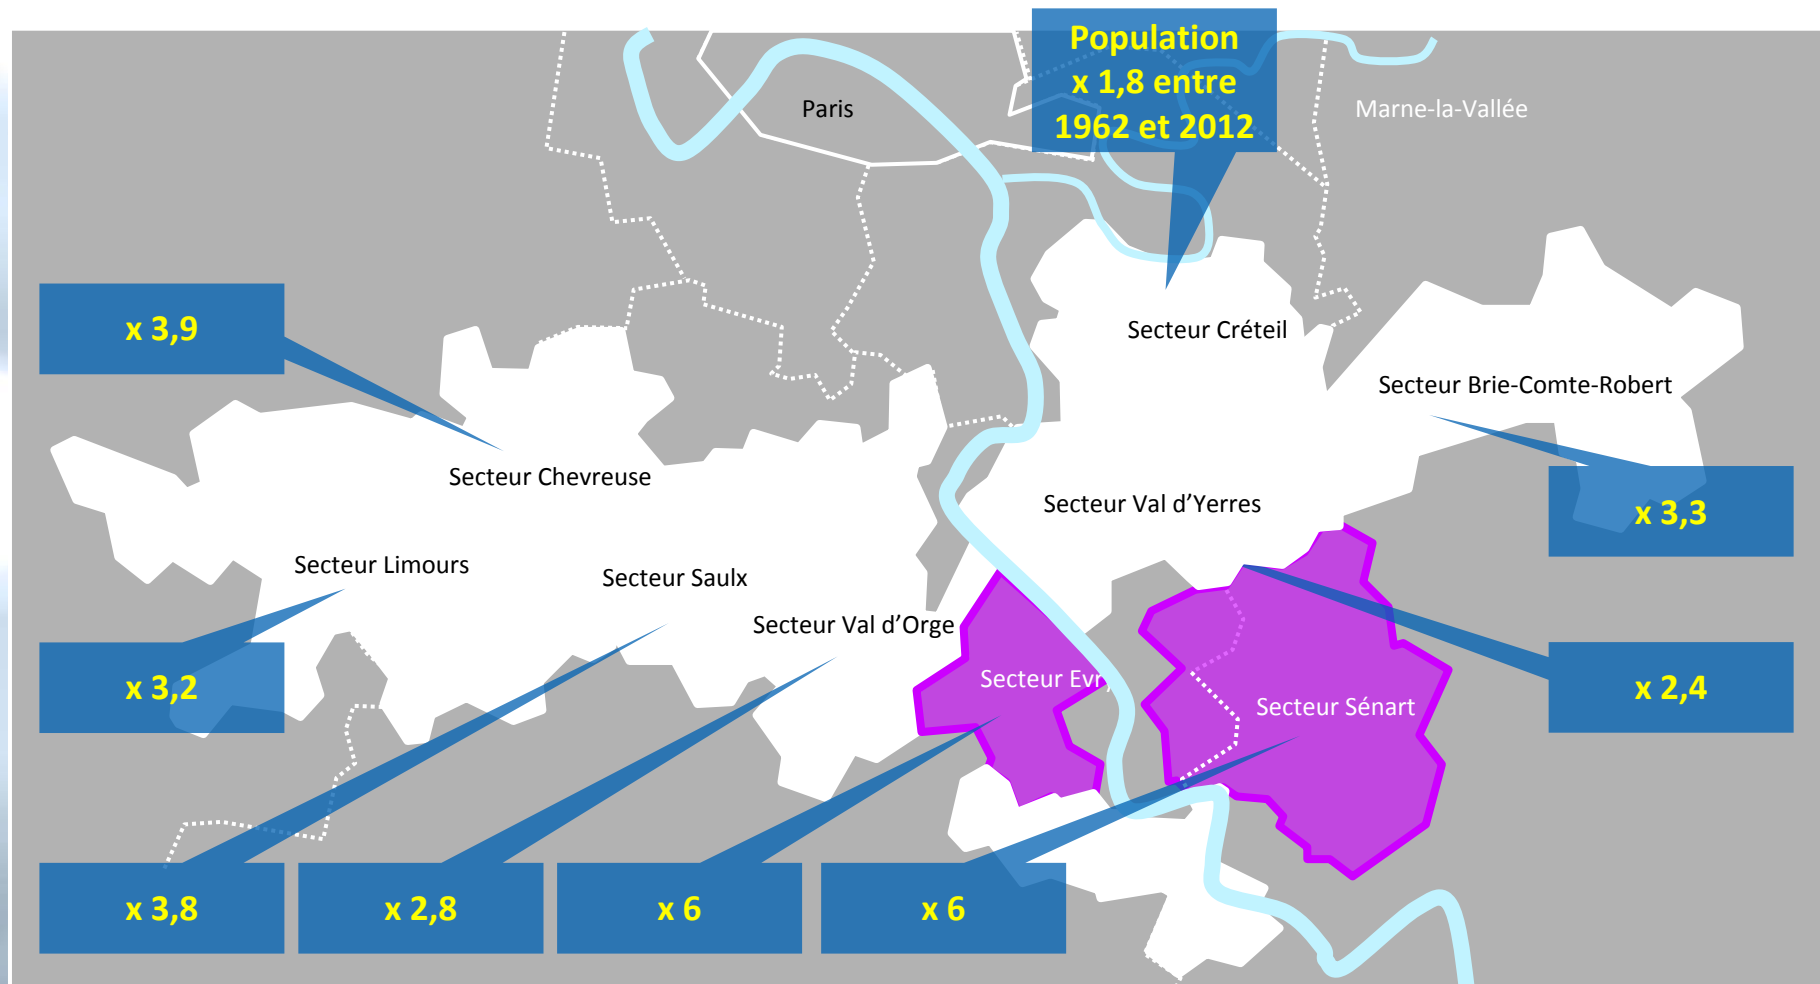 Population
x 1,8 entre
1962 et 2012
Paris
Marne-la-Vallée
x 3,9
Secteur Créteil
Secteur Brie-Comte-Robert
Secteur Chevreuse
Secteur Val d’Yerres
x 3,3
Secteur Limours
Secteur Saulx
Secteur Val d’Orge
Secteur Evry
Secteur Sénart
x 3,2
x 2,4
x 3,8
x 2,8
x 6
x 6